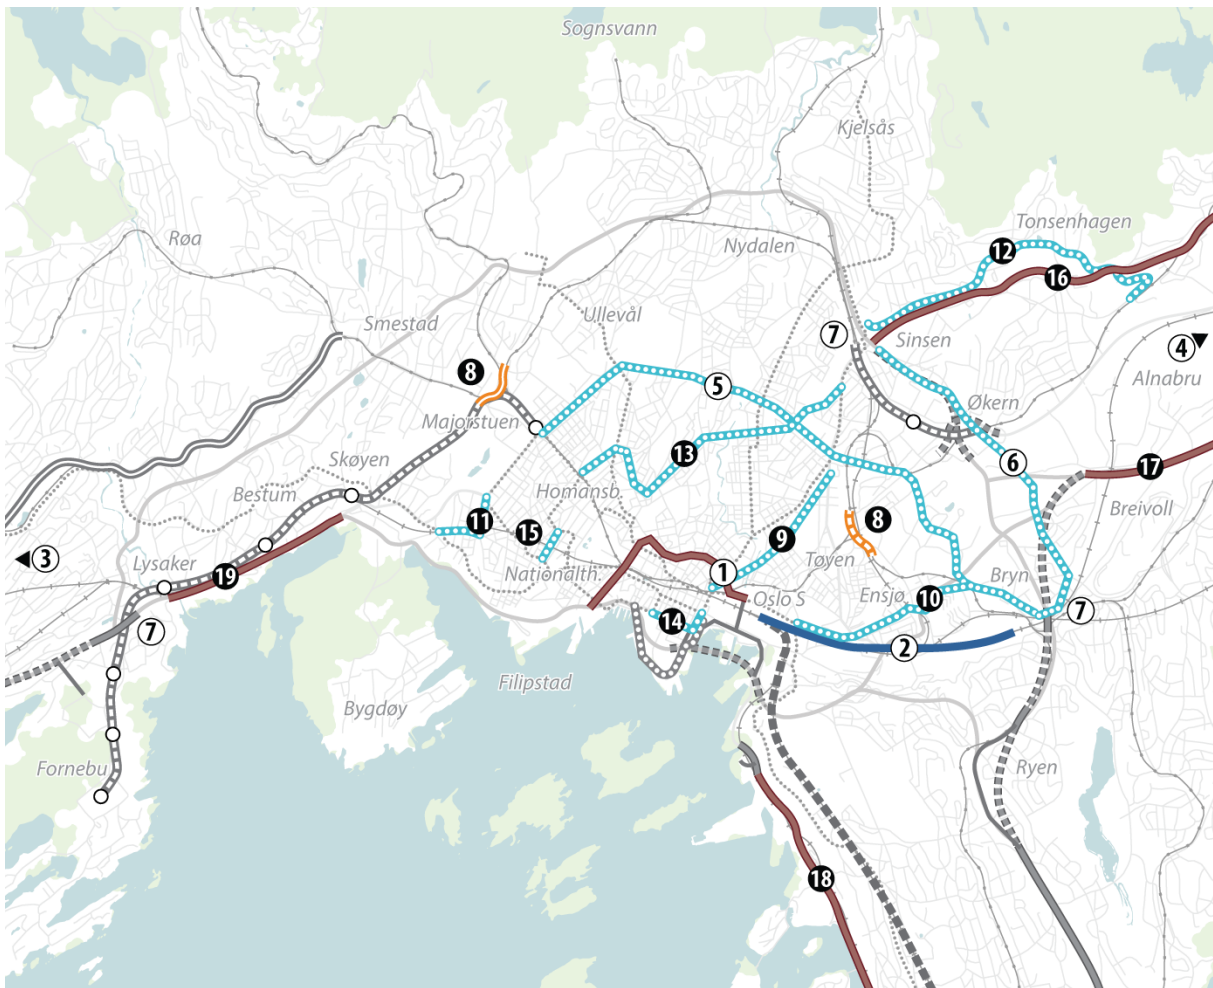 Sognsvann
Kjelsås
Tonsenhagen
Røa
Nydalen
12
16
Ullevål
Smestad
7
Sinsen
4
Alnabru
8
5
Økern
Majorstuen
13
6
17
Skøyen
Homansb.
Bestum
11
15
9
8
Breivoll
3
Lysaker
19
Nationalth.
1
Tøyen
Bryn
Oslo S
Ensjø
10
7
7
14
2
Filipstad
Bygdøy
Fornebu
Ryen
18